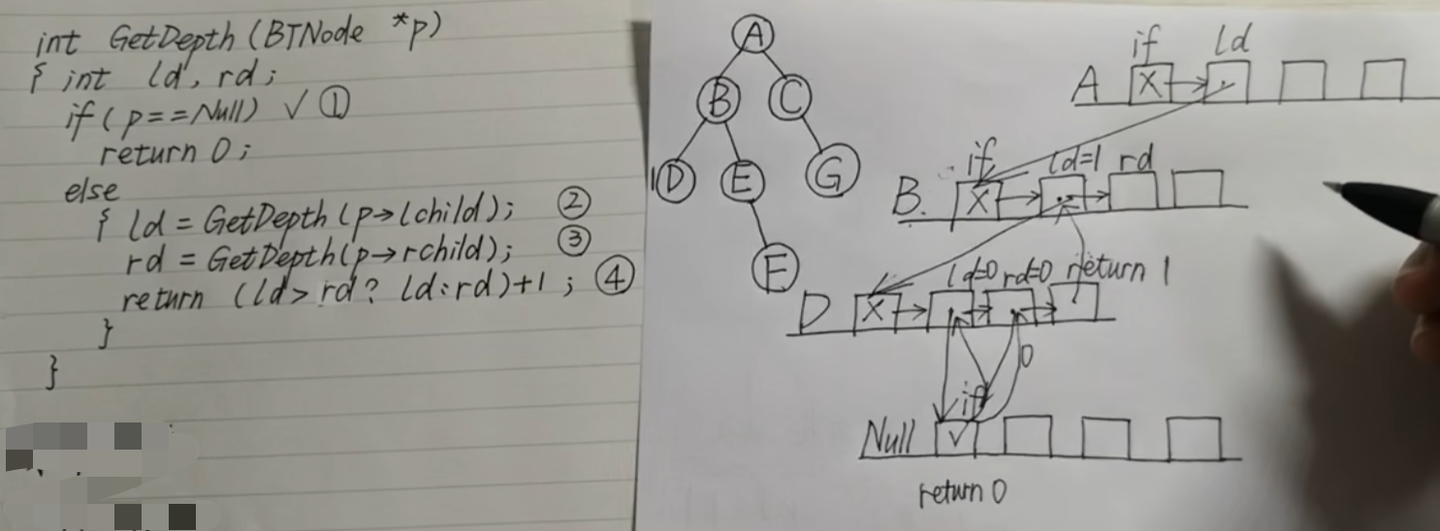 int GetDepth(BTNode *p)
{ int ld, rd;
if(p==Null) ✓ ①
return 0;
else
{ ld = GetDepth(p→lchild); ②
rd = GetDepth(p→rchild); ③
return (ld> rd? ld:rd)+1; ④
}
}
A
B C
D E G
F
if ld
A X
if ld=1 rd
B. X
ld=0 rd=0 return 1
D X
0
if
Null ✓
return 0